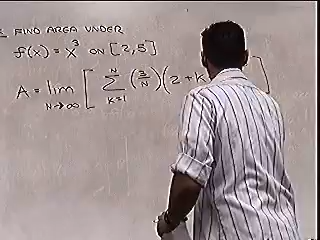 FIND AREA UNDER
f(x) = x³ ON [2,5]
A = lim N→∞ [ N ∑ k=1 (3/N)(2+k ]